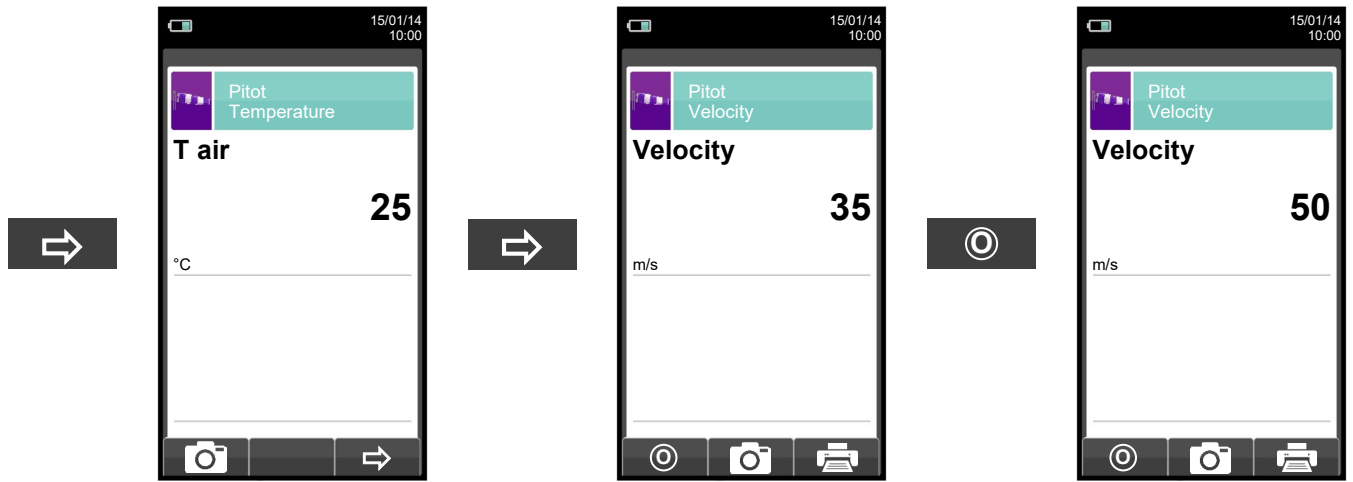 15/01/14
10:00
Pitot
Temperature
T air
25
°C
15/01/14
10:00
Pitot
Velocity
Velocity
35
m/s
15/01/14
10:00
Pitot
Velocity
Velocity
50
m/s